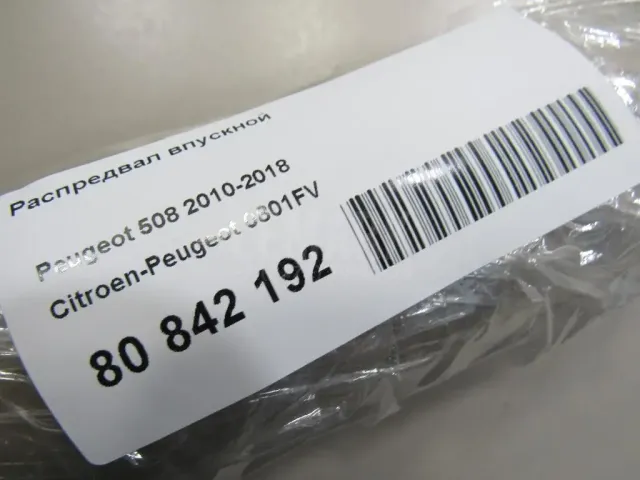 Распредвал впускной
Peugeot 508 2010-2018
Citroen-Peugeot 0801FV
80 842 192